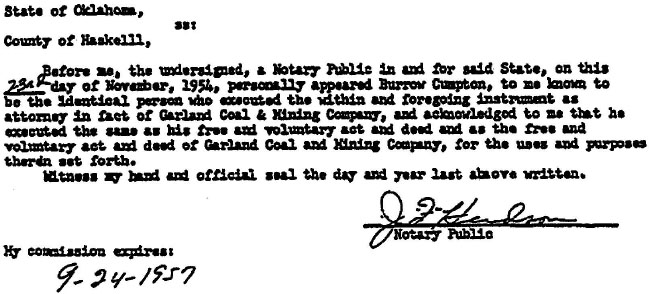 State of Oklahoma,
ss:
County of Haskelll,
Before me, the undersigned, a Notary Public in and for said State, on this
23rd day of November, 1954, personally appeared Burrow Cumpton, to me known to
be the identical person who executed the within and foregoing instrument as
attorney in fact of Garland Coal & Mining Company, and acknowledged to me that he
executed the same as his free and voluntary act and deed and as the free and
voluntary act and deed of Garland Coal and Mining Company, for the uses and purposes
therein set forth.
Witness my hand and official seal the day and year last above written.
J. F. Hudson
Notary Public
My commission expires:
9-24-1957